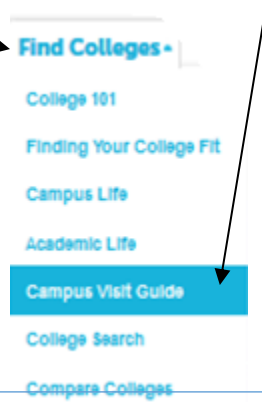 Find Colleges
College 101
Finding Your College Fit
Campus Life
Academic Life
Campus Visit Guide
College Search
Compare Colleges